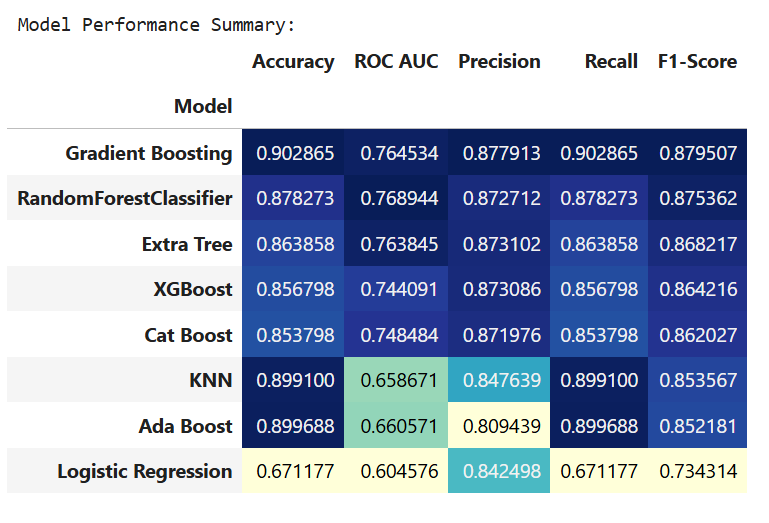 Model Performance Summary:
Accuracy ROC AUC Precision Recall F1-Score
Model
Gradient Boosting 0.902865 0.764534 0.877913 0.902865 0.879507
RandomForestClassifier 0.878273 0.768944 0.872712 0.878273 0.875362
Extra Tree 0.863858 0.763845 0.873102 0.863858 0.868217
XGBoost 0.856798 0.744091 0.873086 0.856798 0.864216
Cat Boost 0.853798 0.748484 0.871976 0.853798 0.862027
KNN 0.899100 0.658671 0.847639 0.899100 0.853567
Ada Boost 0.899688 0.660571 0.809439 0.899688 0.852181
Logistic Regression 0.671177 0.604576 0.842498 0.671177 0.734314